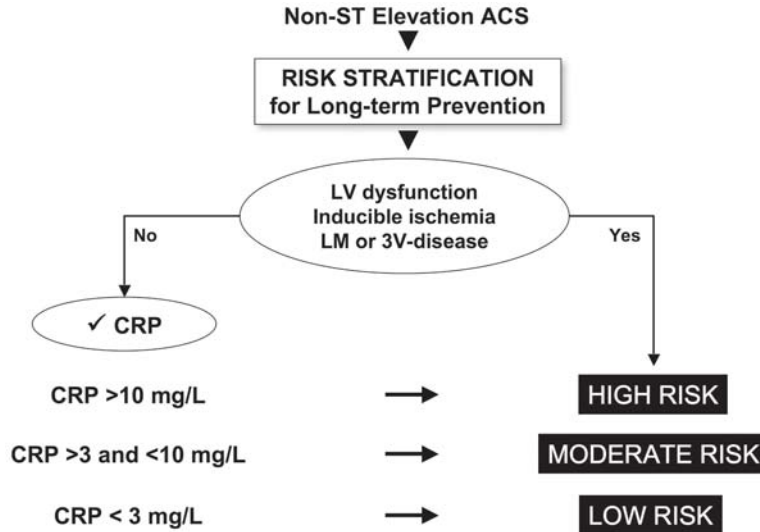 Non-ST Elevation ACS
RISK STRATIFICATION
for Long-term Prevention
LV dysfunction
Inducible ischemia
LM or 3V-disease
No
Yes
✓ CRP
CRP >10 mg/L
HIGH RISK
CRP >3 and <10 mg/L
MODERATE RISK
CRP < 3 mg/L
LOW RISK